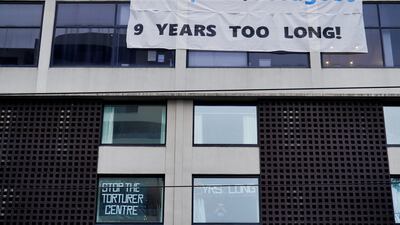 9 YEARS TOO LONG!
STOP THE
TORTURER
CENTRE
YRS LONG